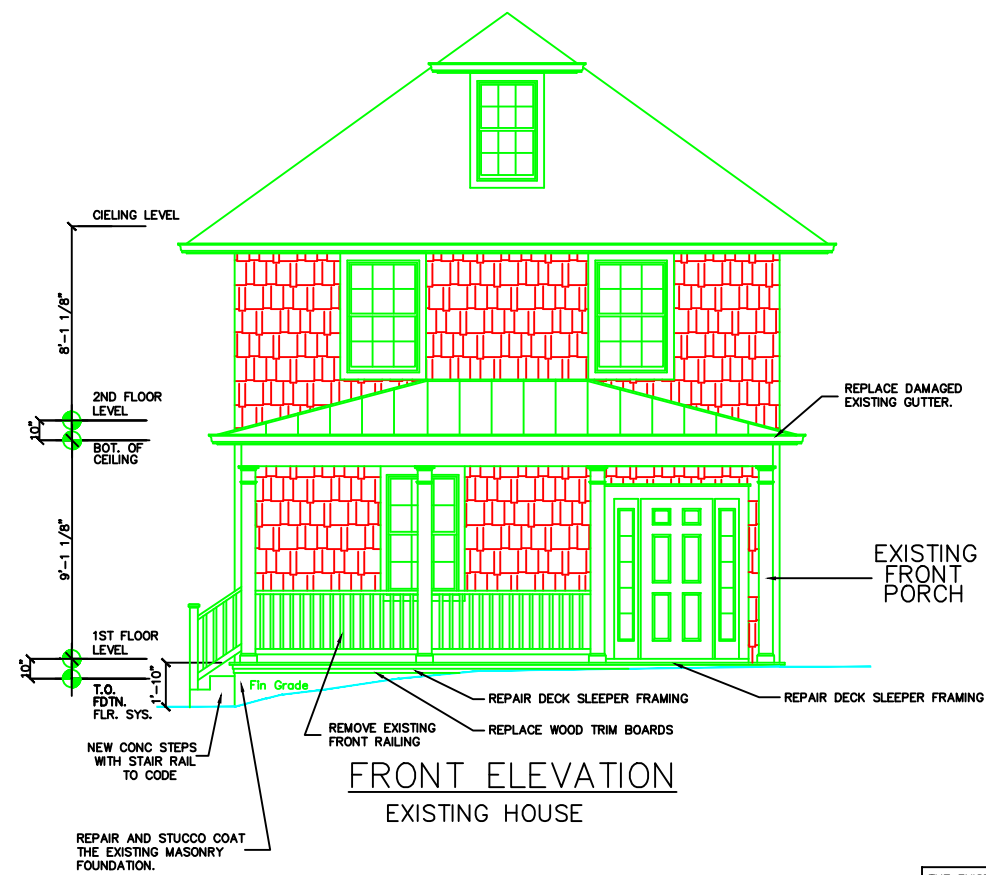 CIELING LEVEL
8'-1 1/8"
2ND FLOOR
LEVEL
10"
BOT. OF
CEILING
9'-1 1/8"
1ST FLOOR
LEVEL
10"
T.O.
FDTN.
FLR. SYS.
1'-10"
Fin Grade
REPLACE DAMAGED
EXISTING GUTTER.
EXISTING
FRONT
PORCH
REPAIR DECK SLEEPER FRAMING
REPAIR DECK SLEEPER FRAMING
REMOVE EXISTING
FRONT RAILING
REPLACE WOOD TRIM BOARDS
NEW CONC STEPS
WITH STAIR RAIL
TO CODE
FRONT ELEVATION
EXISTING HOUSE
REPAIR AND STUCCO COAT
THE EXISTING MASONRY
FOUNDATION.